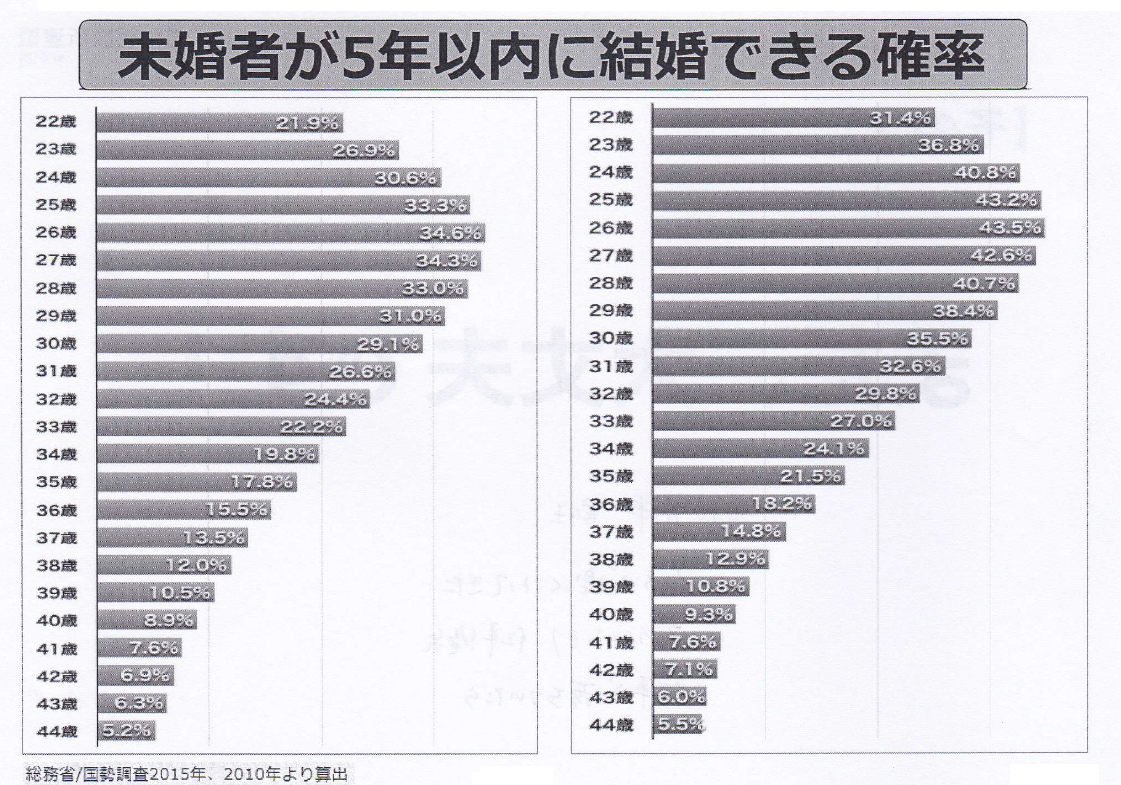 未婚者が5年以内に結婚できる確率
22歳 21.9%
23歳 26.9%
24歳 30.6%
25歳 33.3%
26歳 34.6%
27歳 34.3%
28歳 33.0%
29歳 31.0%
30歳 29.1%
31歳 26.6%
32歳 24.4%
33歳 22.2%
34歳 19.8%
35歳 17.8%
36歳 15.5%
37歳 13.5%
38歳 12.0%
39歳 10.5%
40歳 8.9%
41歳 7.6%
42歳 6.9%
43歳 6.3%
44歳 5.2%
22歳 31.4%
23歳 36.8%
24歳 40.8%
25歳 43.2%
26歳 43.5%
27歳 42.6%
28歳 40.7%
29歳 38.4%
30歳 35.5%
31歳 32.6%
32歳 29.8%
33歳 27.0%
34歳 24.1%
35歳 21.5%
36歳 18.2%
37歳 14.8%
38歳 12.9%
39歳 10.8%
40歳 9.3%
41歳 7.6%
42歳 7.1%
43歳 6.0%
44歳 5.5%
総務省/国勢調査2015年、2010年より算出